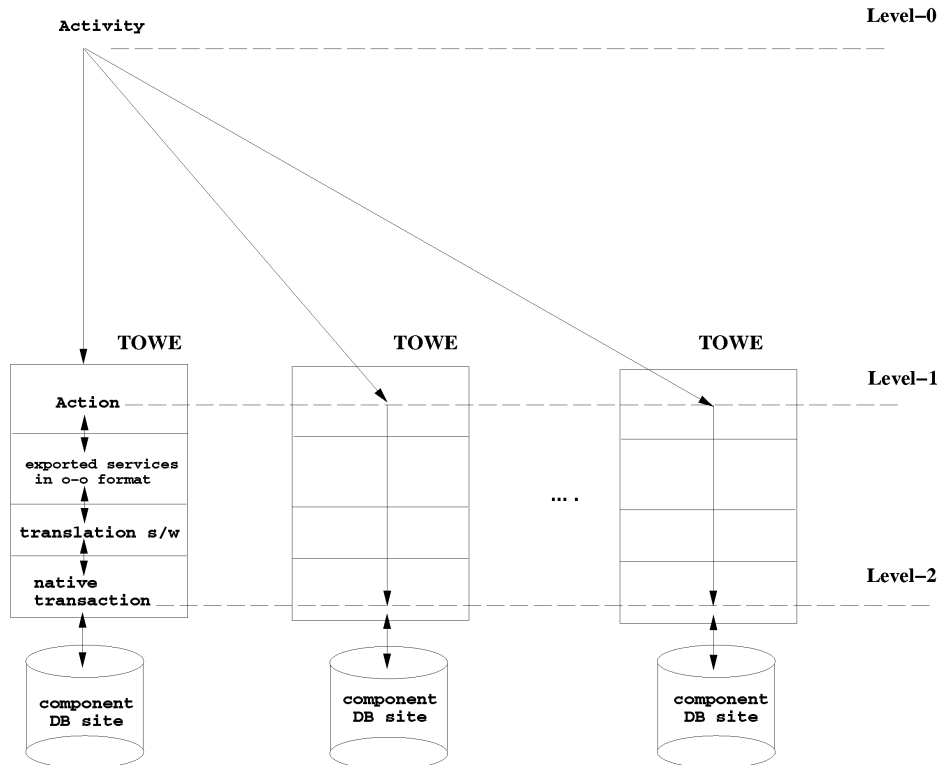 Level-0
Activity
TOWE
TOWE
TOWE
Level-1
Action
exported services
in o-o format
... .
translation s/w
Level-2
native
transaction
component
DB site
component
DB site
component
DB site